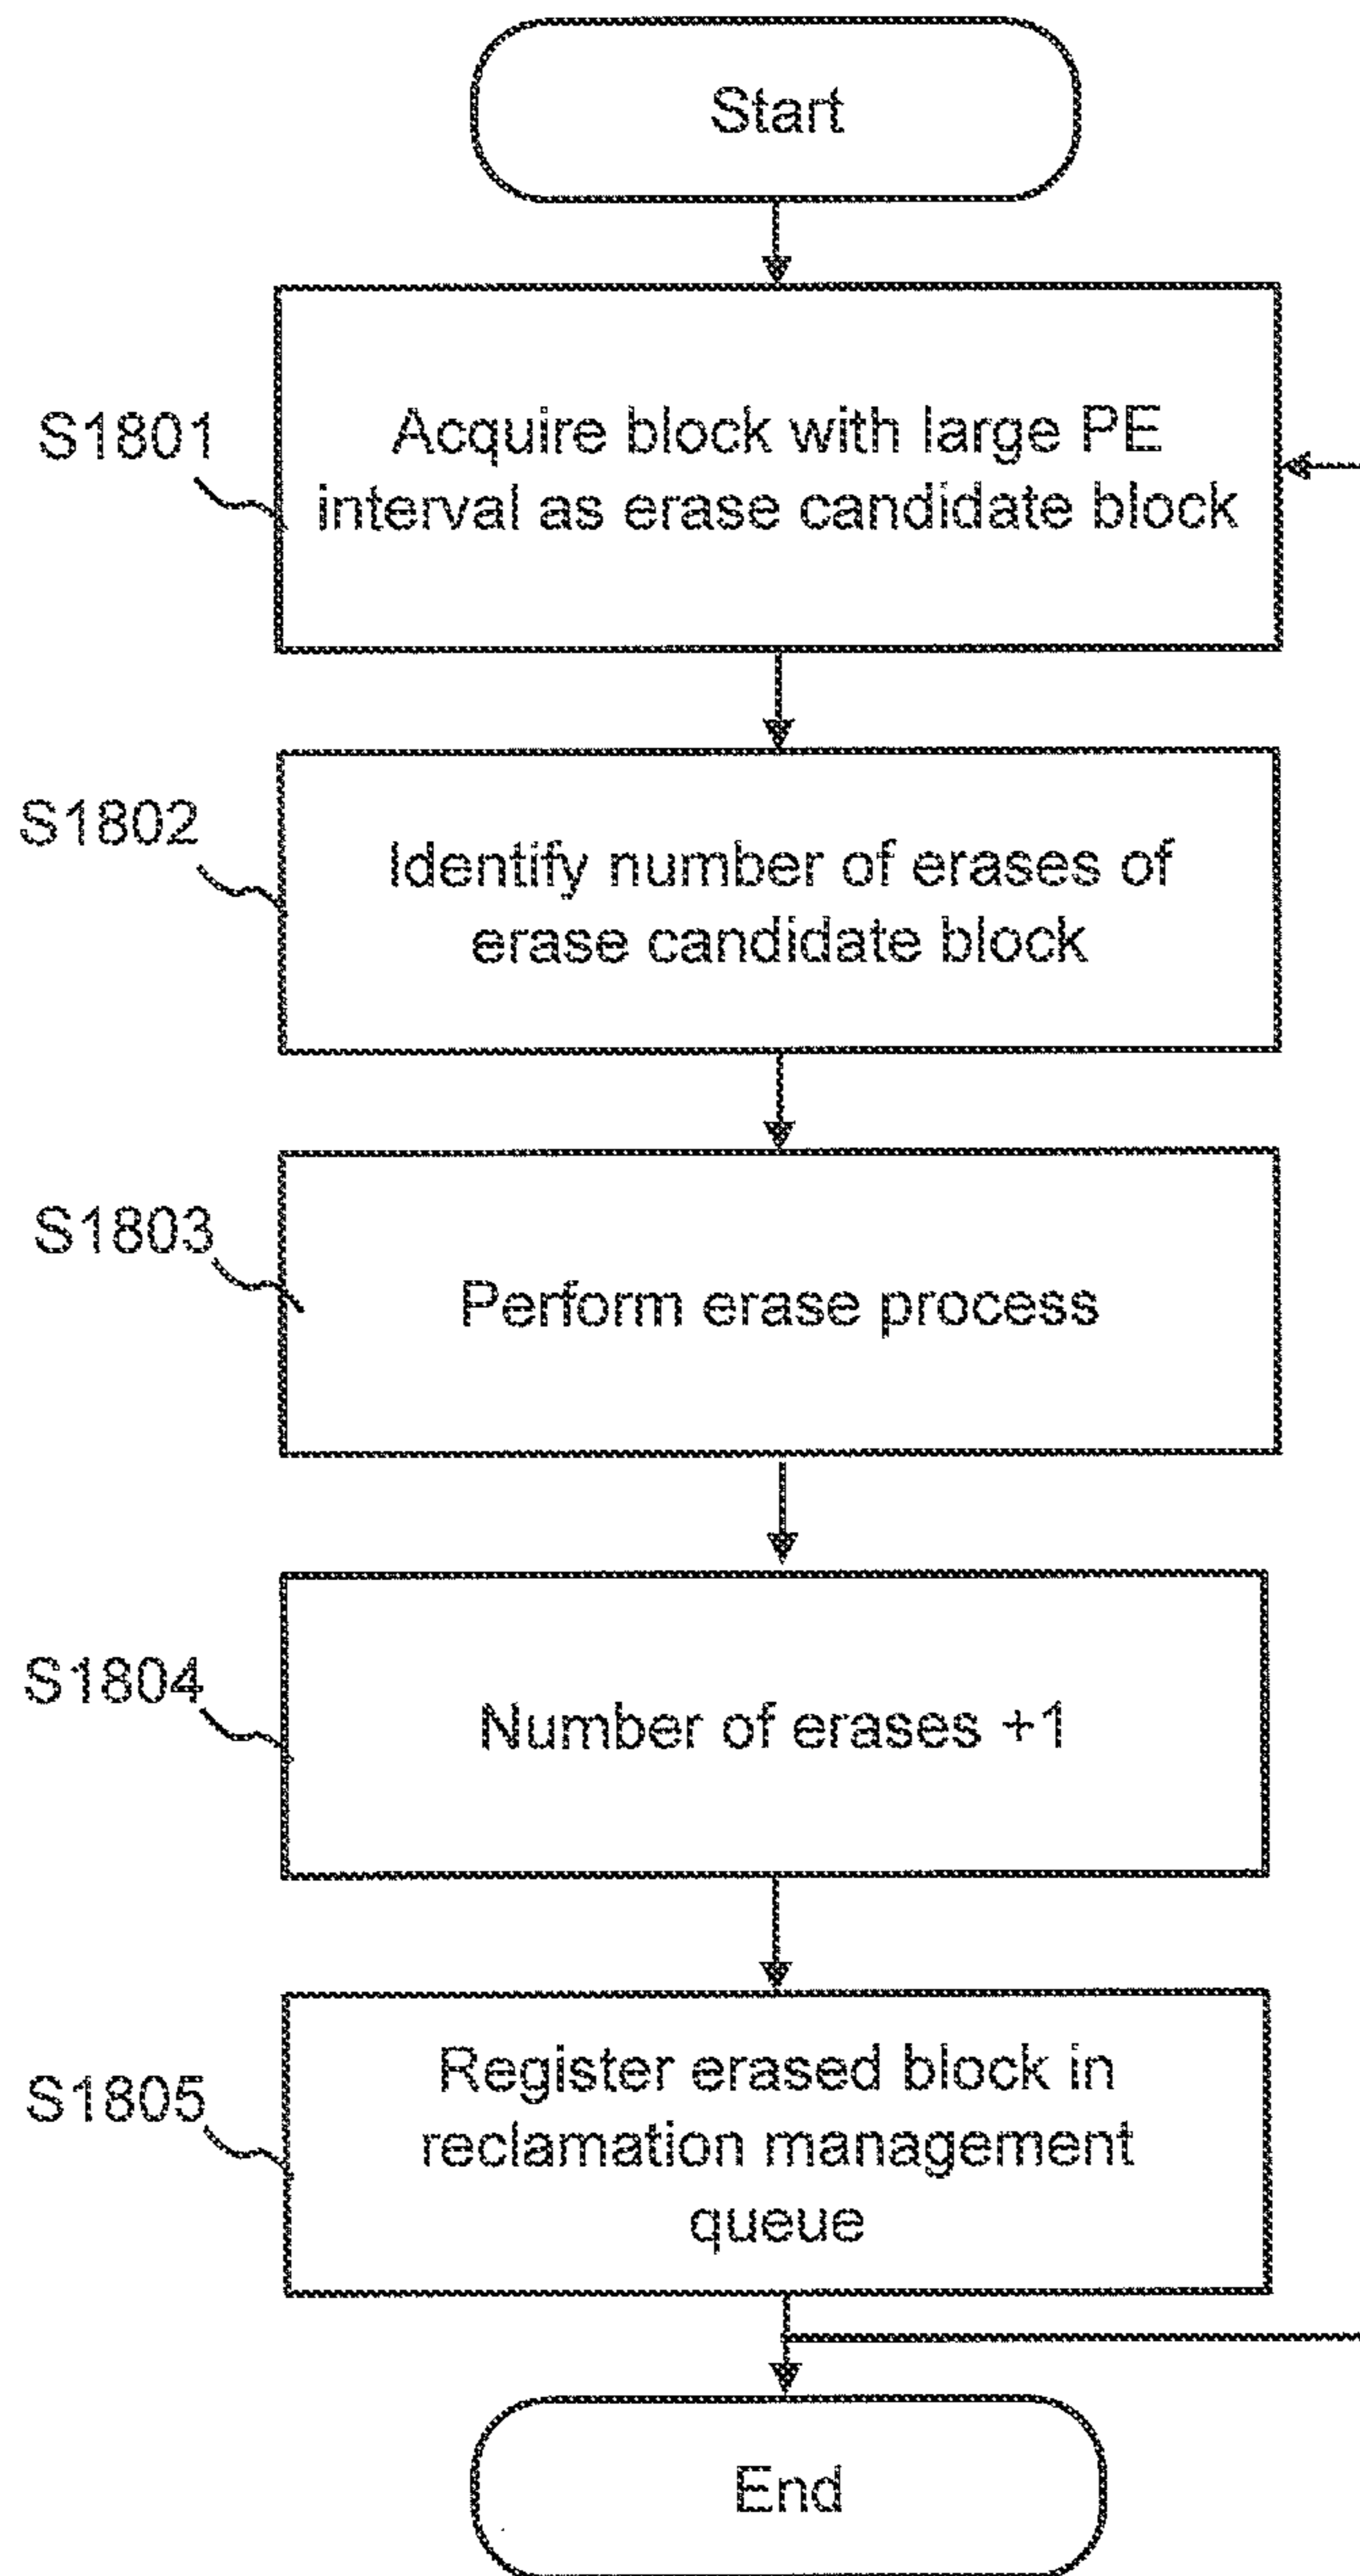 Start
S1801
Acquire block with large PE
interval as erase candidate block
S1802
Identify number of erases of
erase candidate block
S1803
Perform erase process
S1804
Number of erases +1
S1805
Register erased block in
reclamation management
queue
End